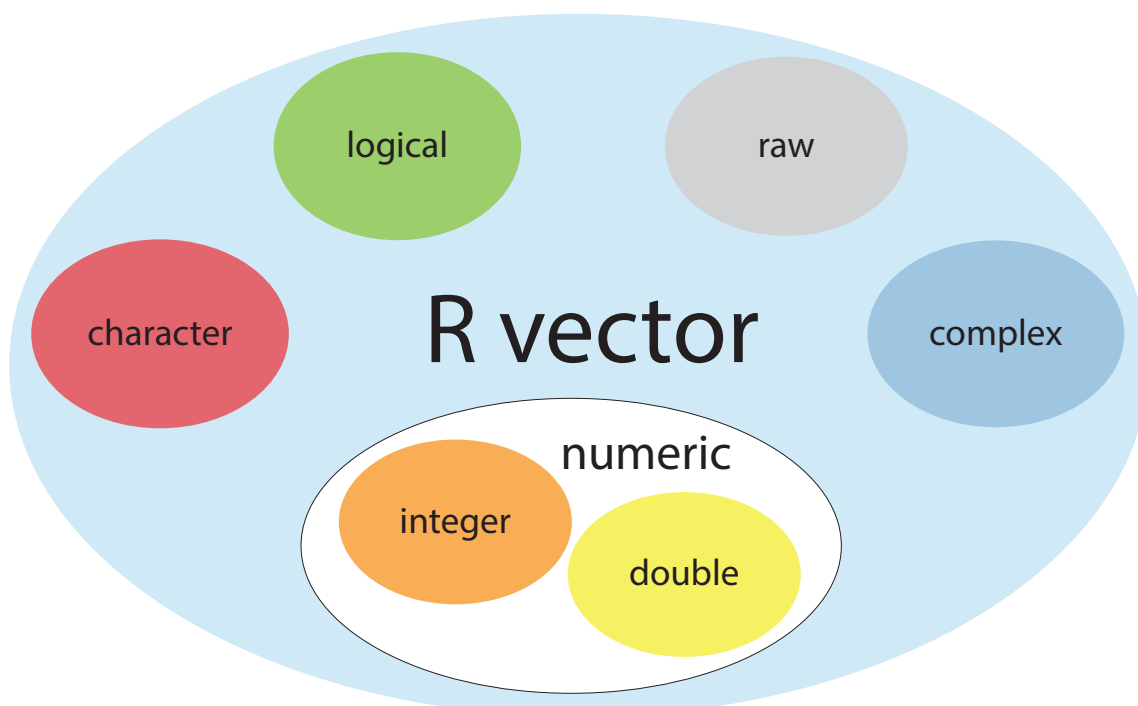 logical
raw
character
R vector
complex
numeric
integer
double